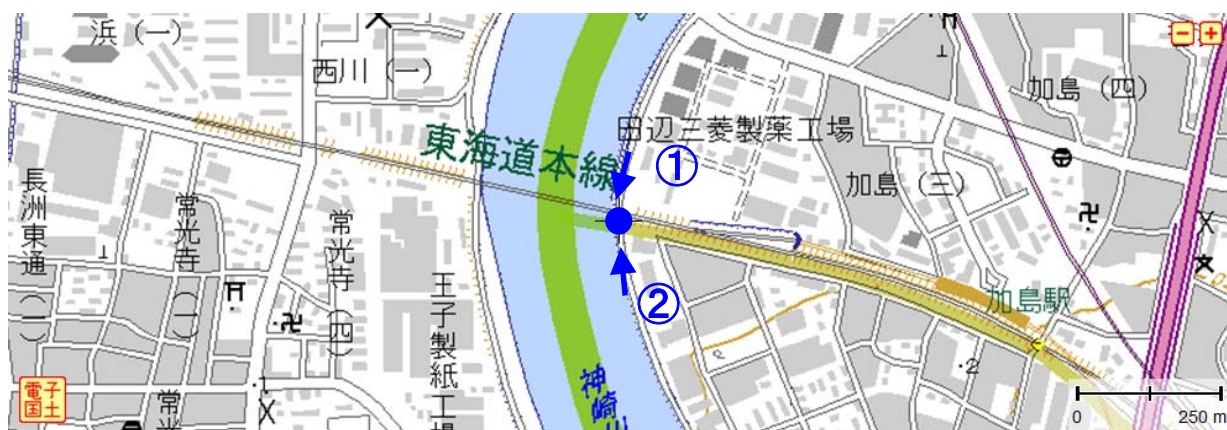 浜（一）
西川（一）
東海道本線
田辺三菱製薬工場
加島（四）
加島（三）
①
②
長洲東通（二）
常光寺（一）
常光寺（四）
王子製紙工場
加島駅
神崎川
常光
電子国土
・2
0
250 m